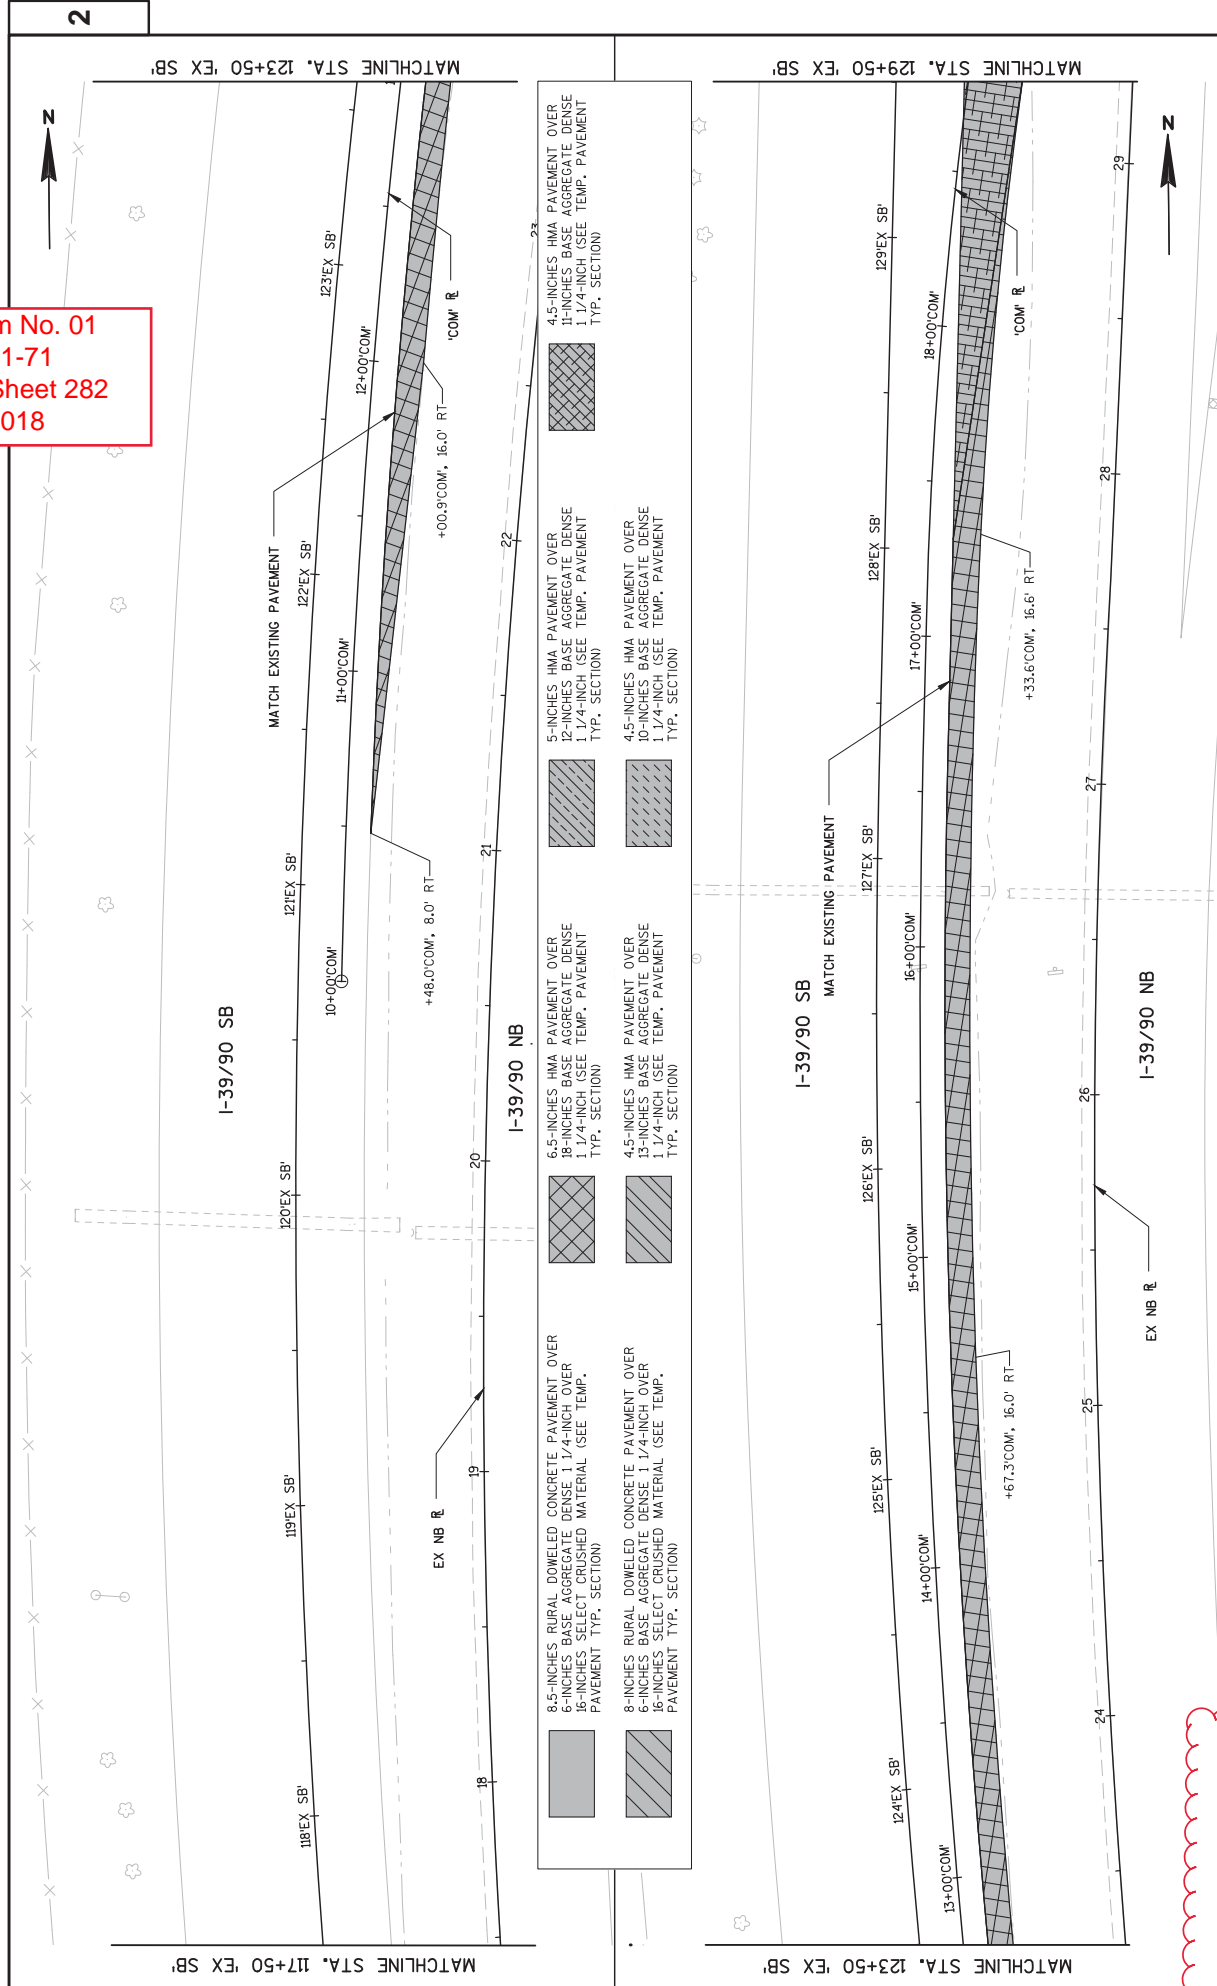 2
m No. 01
1-71
Sheet 282
018
MATCHLINE STA. 123+50 'EX SB'
N
123'EX SB'
122'EX SB'
121'EX SB'
120'EX SB'
119'EX SB'
118'EX SB'
12+00'COM'
11+00'COM'
10+00'COM'
'COM' ℞
MATCH EXISTING PAVEMENT
+00.9'COM', 16.0' RT
+48.0'COM', 8.0' RT
I-39/90 SB
I-39/90 NB
EX NB ℞
23
22
21
20
19
18
MATCHLINE STA. 117+50 'EX SB'
8.5-INCHES RURAL DOWELED CONCRETE PAVEMENT OVER
6-INCHES BASE AGGREGATE DENSE 1 1/4-INCH OVER
16-INCHES SELECT CRUSHED MATERIAL (SEE TEMP.
PAVEMENT TYP. SECTION)
8-INCHES RURAL DOWELED CONCRETE PAVEMENT OVER
6-INCHES BASE AGGREGATE DENSE 1 1/4-INCH OVER
16-INCHES SELECT CRUSHED MATERIAL (SEE TEMP.
PAVEMENT TYP. SECTION)
6.5-INCHES HMA PAVEMENT OVER
18-INCHES BASE AGGREGATE DENSE
1 1/4-INCH (SEE TEMP. PAVEMENT
TYP. SECTION)
4.5-INCHES HMA PAVEMENT OVER
13-INCHES BASE AGGREGATE DENSE
1 1/4-INCH (SEE TEMP. PAVEMENT
TYP. SECTION)
5-INCHES HMA PAVEMENT OVER
12-INCHES BASE AGGREGATE DENSE
1 1/4-INCH (SEE TEMP. PAVEMENT
TYP. SECTION)
4.5-INCHES HMA PAVEMENT OVER
10-INCHES BASE AGGREGATE DENSE
1 1/4-INCH (SEE TEMP. PAVEMENT
TYP. SECTION)
4.5-INCHES HMA PAVEMENT OVER
11-INCHES BASE AGGREGATE DENSE
1 1/4-INCH (SEE TEMP. PAVEMENT
TYP. SECTION)
MATCHLINE STA. 129+50 'EX SB'
N
129'EX SB'
128'EX SB'
127'EX SB'
126'EX SB'
125'EX SB'
124'EX SB'
18+00'COM'
17+00'COM'
16+00'COM'
15+00'COM'
14+00'COM'
13+00'COM'
'COM' ℞
MATCH EXISTING PAVEMENT
+33.6'COM', 16.6' RT
+67.3'COM', 16.0' RT
I-39/90 SB
I-39/90 NB
EX NB ℞
29
28
27
26
25
24
MATCHLINE STA. 123+50 'EX SB'